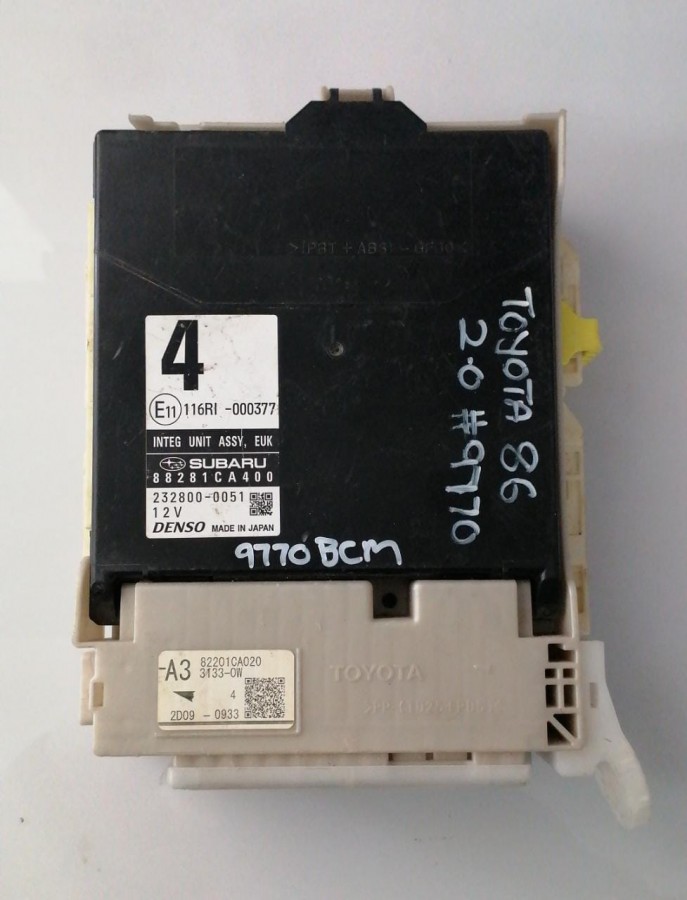 4
E11 116RI -000377
INTEG UNIT ASSY, EUK
SUBARU
88281CA400
232800-0051
12V
DENSO MADE IN JAPAN
TOYOTA 86
2.0 #9770
9770 BCM
-A3 82201CA020
3133-0W
4
2D09 - 0933
TOYOTA